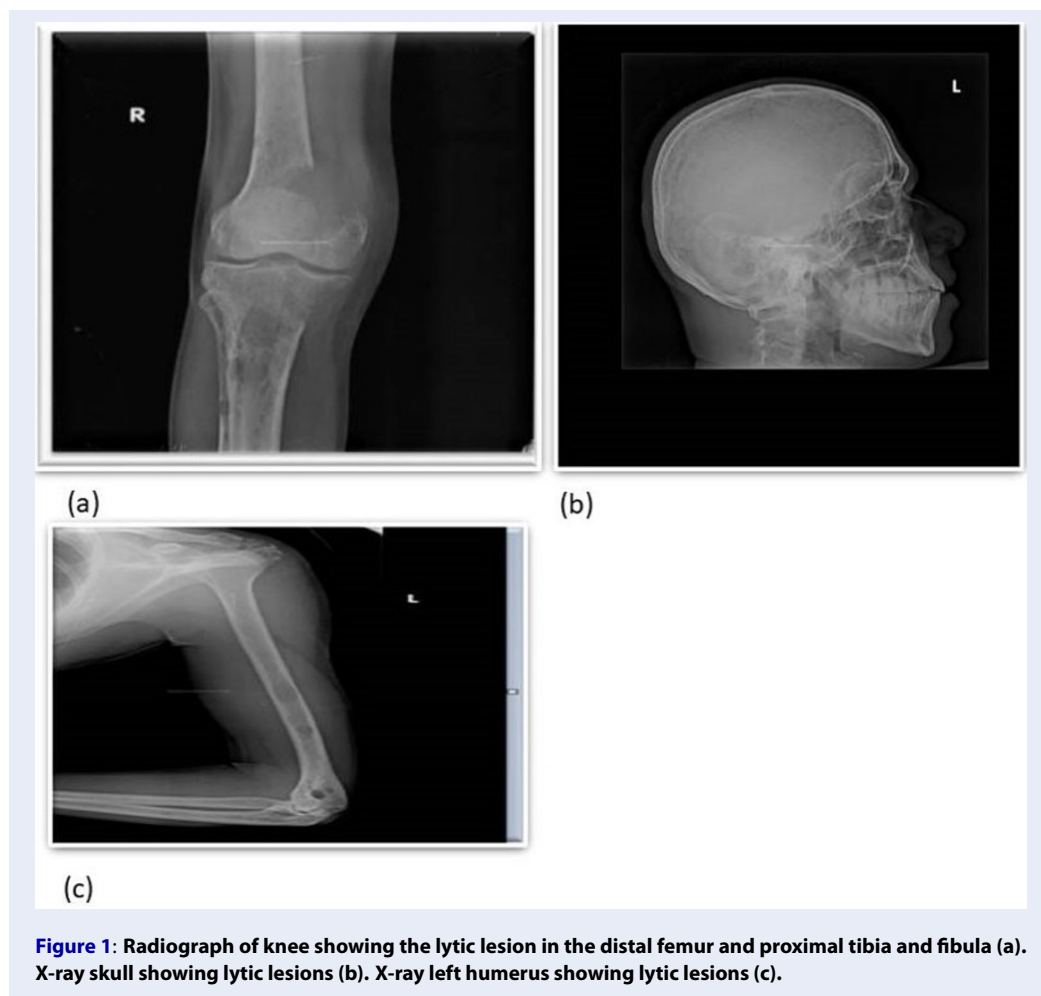 R
L
(a)
(b)
L
(c)
Figure 1: Radiograph of knee showing the lytic lesion in the distal femur and proximal tibia and fibula (a).
X-ray skull showing lytic lesions (b). X-ray left humerus showing lytic lesions (c).